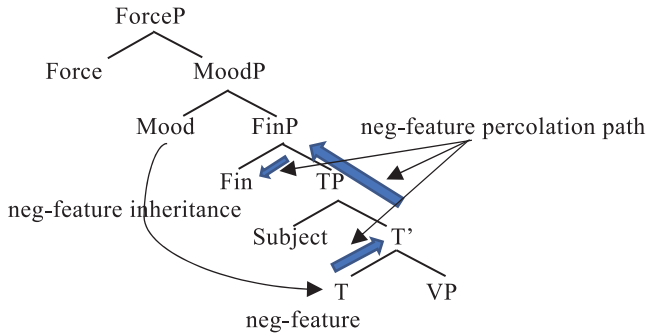 ForceP
Force MoodP
Mood FinP neg-feature percolation path
Fin TP
neg-feature inheritance
Subject T’
T VP
neg-feature